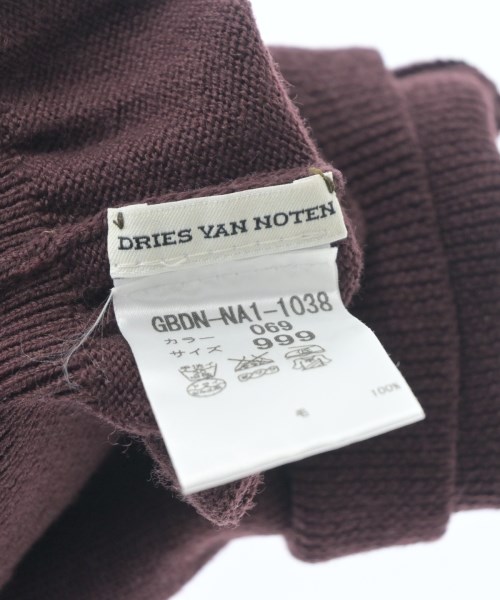 DRIES VAN NOTEN
GBDN-NA1-1038
カラー 069
サイズ 999
毛 100%